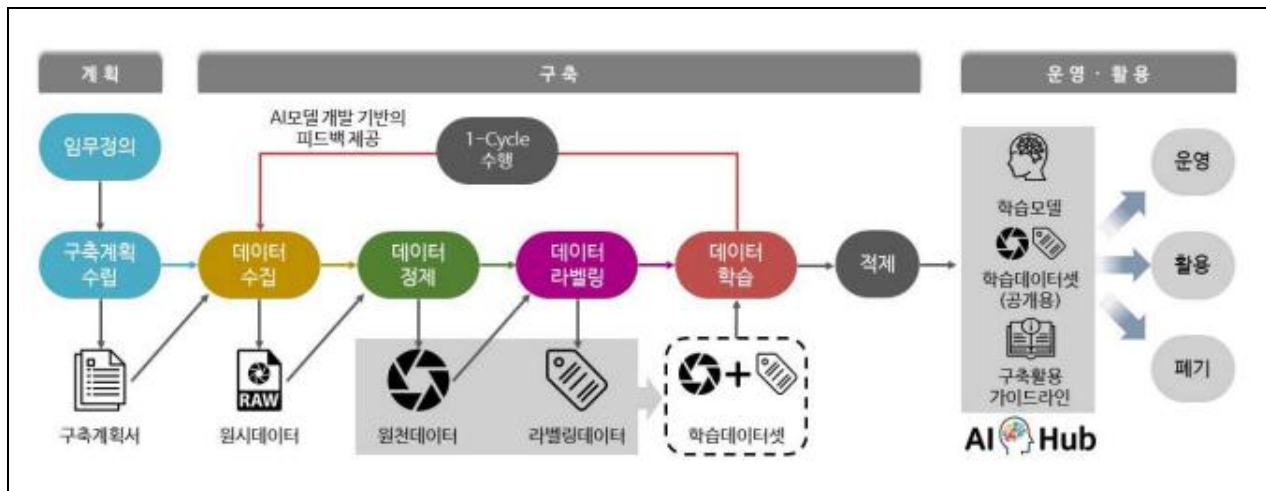 계획
구축
운영 · 활용
임무정의
AI모델 개발 기반의
피드백 제공
1-Cycle
수행
구축계획
수립
데이터
수집
데이터
정제
데이터
라벨링
데이터
학습
적재
구축계획서
RAW
원시데이터
원천데이터
라벨링데이터
학습데이터셋
학습모델
학습데이터셋
(공개용)
구축활용
가이드라인
AI Hub
운영
활용
폐기